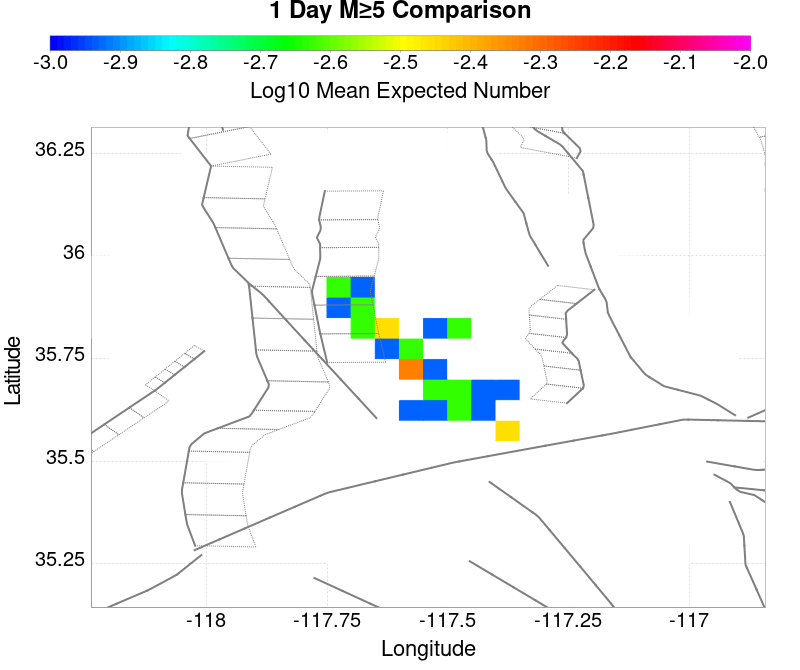 1 Day M≥5 Comparison
-3.0 -2.9 -2.8 -2.7 -2.6 -2.5 -2.4 -2.3 -2.2 -2.1 -2.0
Log10 Mean Expected Number
36.25
36
35.75
35.5
35.25
Latitude
-118 -117.75 -117.5 -117.25 -117
Longitude